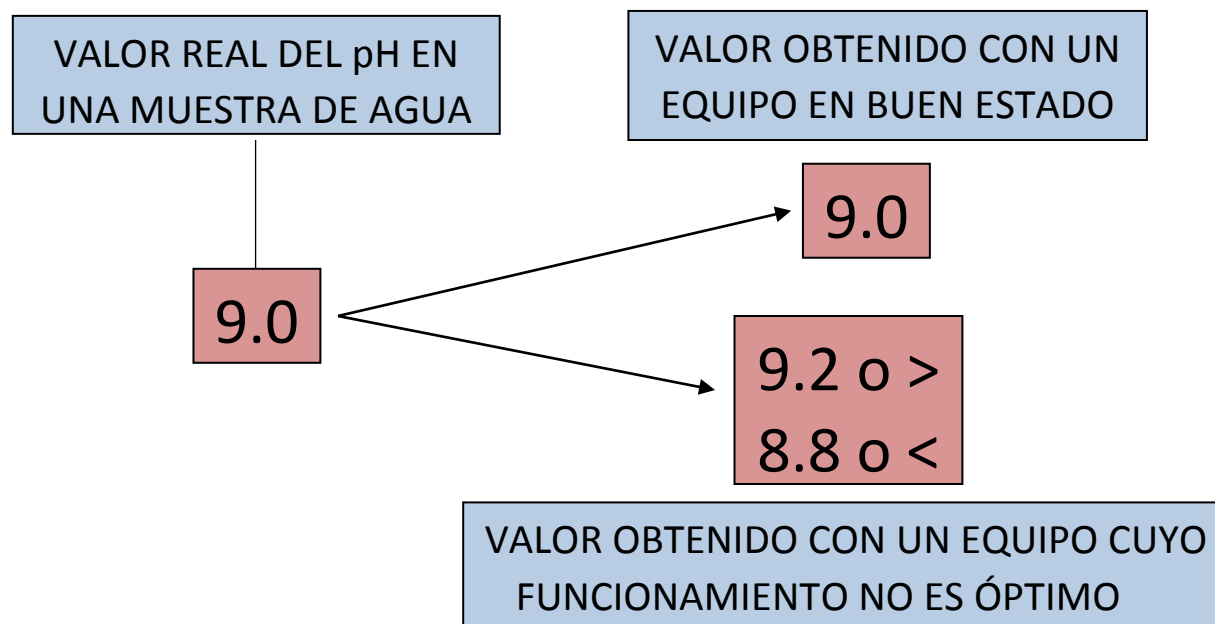 VALOR REAL DEL pH EN
UNA MUESTRA DE AGUA
VALOR OBTENIDO CON UN
EQUIPO EN BUEN ESTADO
9.0
9.0
9.2 o >
8.8 o <
VALOR OBTENIDO CON UN EQUIPO CUYO
FUNCIONAMIENTO NO ES ÓPTIMO